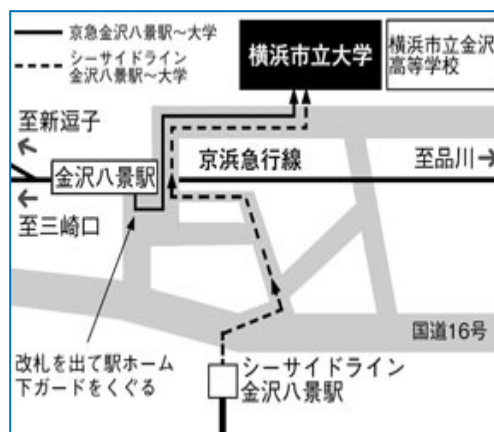 京急金沢八景駅～大学
シーサイドライン
金沢八景駅～大学
横浜市立大学
横浜市立金沢
高等学校
至新逗子
京浜急行線
至品川
金沢八景駅
至三崎口
国道16号
改札を出て駅ホーム
下ガードをくぐる
シーサイドライン
金沢八景駅